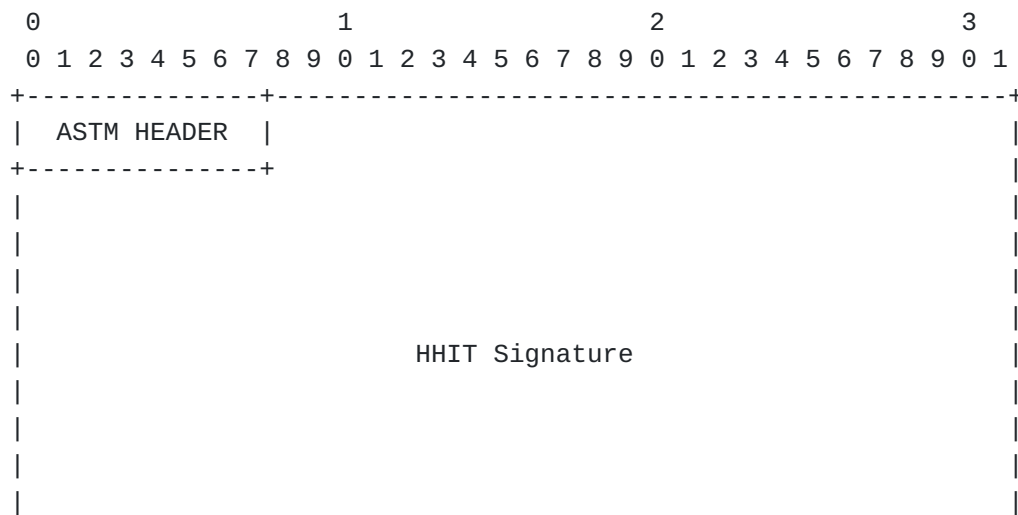 0                   1                   2                   3
 0 1 2 3 4 5 6 7 8 9 0 1 2 3 4 5 6 7 8 9 0 1 2 3 4 5 6 7 8 9 0 1
+---------------+-----------------------------------------------+
|  ASTM HEADER  |                                               |
+---------------+                                               |
|                                                               |
|                                                               |
|                                                               |
|                                                               |
|                         HHIT Signature                        |
|                                                               |
|                                                               |
|                                                               |
|                                                               |